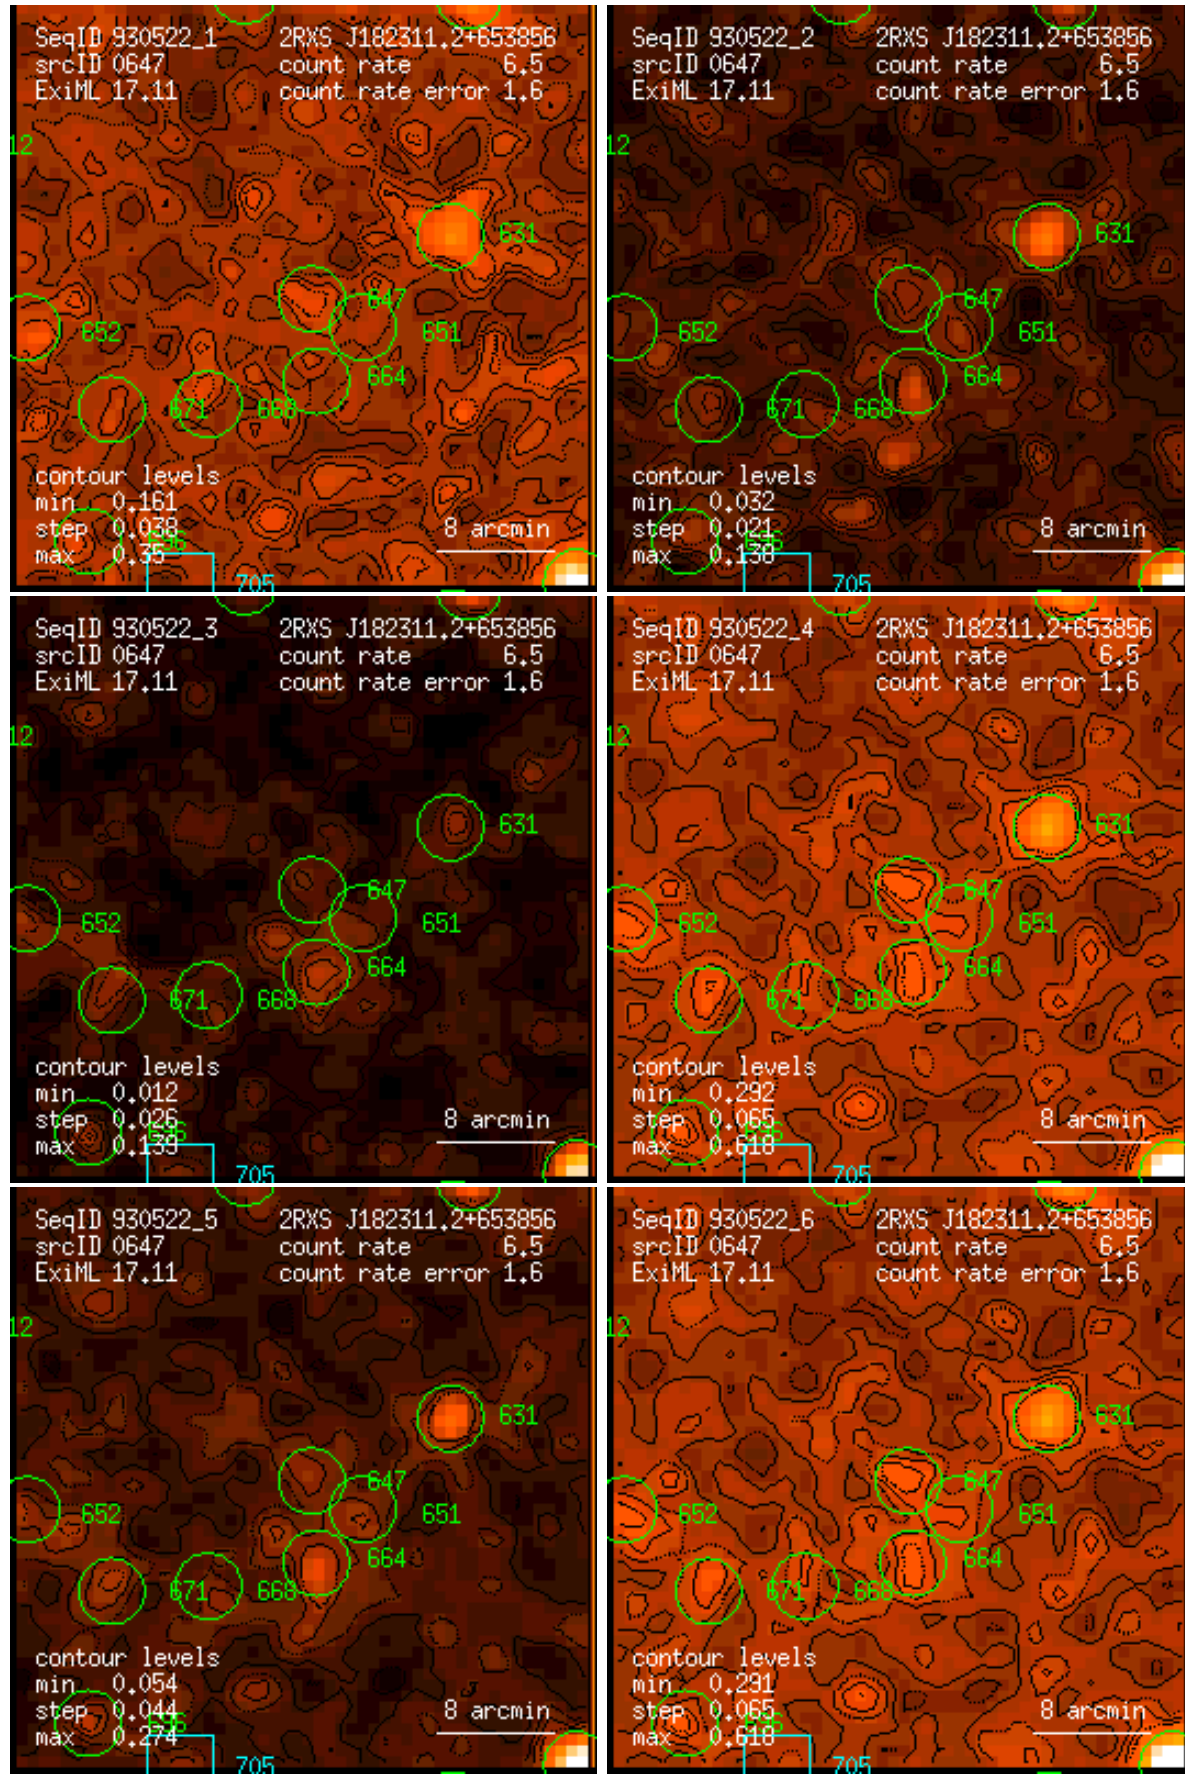 SeqID 930522_1 2RXS J182311.2+653856
srcID 0647 count rate 6.5
ExiML 17.11 count rate error 1.6
12
631
647
652 651
664
671 668
contour levels
min 0.161
step 0.038 8 arcmin
696
max 0.35
705
SeqID 930522_2 2RXS J182311.2+653856
srcID 0647 count rate 6.5
ExiML 17.11 count rate error 1.6
12
631
647
652 651
664
671 668
contour levels
min 0.032
step 0.021 8 arcmin
696
max 0.138
705
SeqID 930522_3 2RXS J182311.2+653856
srcID 0647 count rate 6.5
ExiML 17.11 count rate error 1.6
12
631
647
652 651
664
671 668
contour levels
min 0.012
step 0.026 8 arcmin
696
max 0.139
705
SeqID 930522_4 2RXS J182311.2+653856
srcID 0647 count rate 6.5
ExiML 17.11 count rate error 1.6
12
631
647
652 651
664
671 668
contour levels
min 0.292
step 0.065 8 arcmin
696
max 0.618
705
SeqID 930522_5 2RXS J182311.2+653856
srcID 0647 count rate 6.5
ExiML 17.11 count rate error 1.6
12
631
647
652 651
664
671 668
contour levels
min 0.054
step 0.044 8 arcmin
696
max 0.274
705
SeqID 930522_6 2RXS J182311.2+653856
srcID 0647 count rate 6.5
ExiML 17.11 count rate error 1.6
12
631
647
652 651
664
671 668
contour levels
min 0.291
step 0.065 8 arcmin
696
max 0.618
705